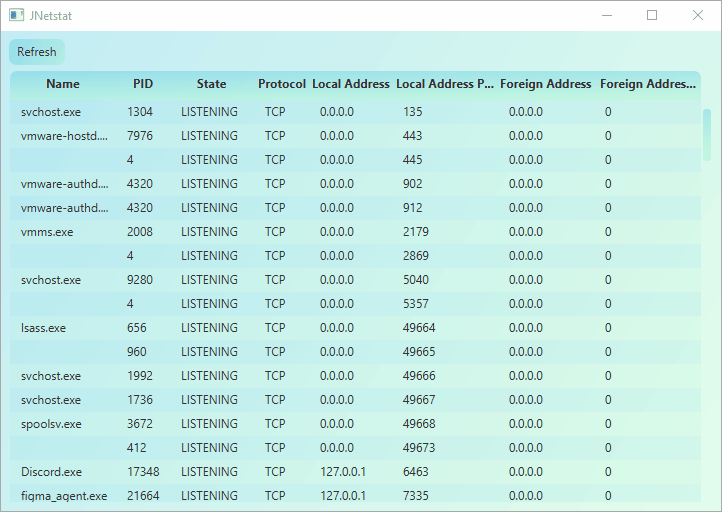 JNetstat
Refresh
Name PID State Protocol Local Address Local Address P... Foreign Address Foreign Addres...
svchost.exe 1304 LISTENING TCP 0.0.0.0 135 0.0.0.0 0
vmware-hostd.... 7976 LISTENING TCP 0.0.0.0 443 0.0.0.0 0
4 LISTENING TCP 0.0.0.0 445 0.0.0.0 0
vmware-authd.... 4320 LISTENING TCP 0.0.0.0 902 0.0.0.0 0
vmware-authd.... 4320 LISTENING TCP 0.0.0.0 912 0.0.0.0 0
vmms.exe 2008 LISTENING TCP 0.0.0.0 2179 0.0.0.0 0
4 LISTENING TCP 0.0.0.0 2869 0.0.0.0 0
svchost.exe 9280 LISTENING TCP 0.0.0.0 5040 0.0.0.0 0
4 LISTENING TCP 0.0.0.0 5357 0.0.0.0 0
lsass.exe 656 LISTENING TCP 0.0.0.0 49664 0.0.0.0 0
960 LISTENING TCP 0.0.0.0 49665 0.0.0.0 0
svchost.exe 1992 LISTENING TCP 0.0.0.0 49666 0.0.0.0 0
svchost.exe 1736 LISTENING TCP 0.0.0.0 49667 0.0.0.0 0
spoolsv.exe 3672 LISTENING TCP 0.0.0.0 49668 0.0.0.0 0
412 LISTENING TCP 0.0.0.0 49673 0.0.0.0 0
Discord.exe 17348 LISTENING TCP 127.0.0.1 6463 0.0.0.0 0
figma_agent.exe 21664 LISTENING TCP 127.0.0.1 7335 0.0.0.0 0